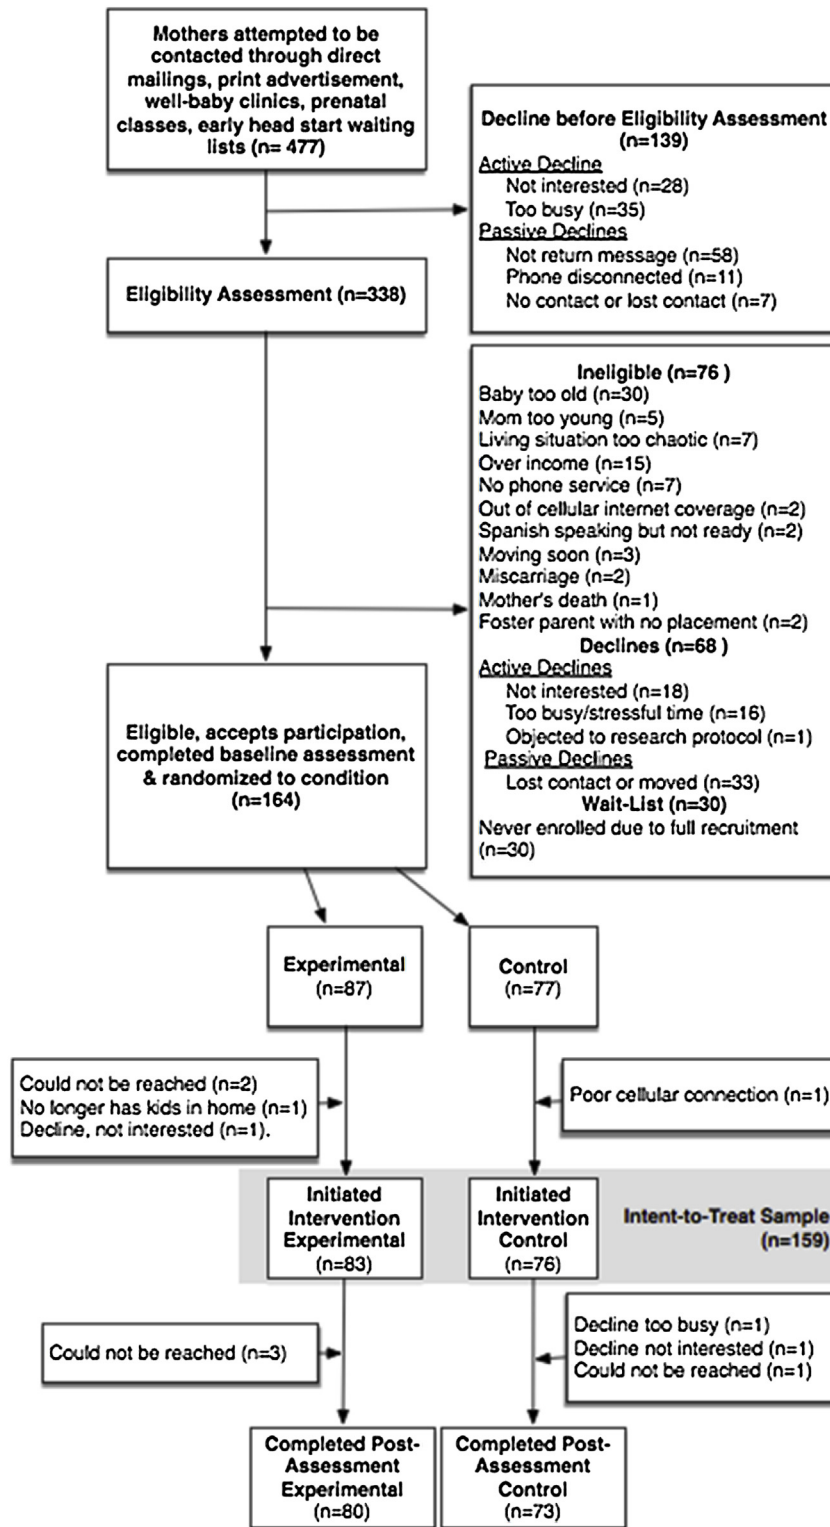 Mothers attempted to be
contacted through direct
mailings, print advertisement,
well-baby clinics, prenatal
classes, early head start waiting
lists (n= 477)
Decline before Eligibility Assessment
(n=139)
Active Decline
Not interested (n=28)
Too busy (n=35)
Passive Declines
Not return message (n=58)
Phone disconnected (n=11)
No contact or lost contact (n=7)
Eligibility Assessment (n=338)
Ineligible (n=76 )
Baby too old (n=30)
Mom too young (n=5)
Living situation too chaotic (n=7)
Over income (n=15)
No phone service (n=7)
Out of cellular internet coverage (n=2)
Spanish speaking but not ready (n=2)
Moving soon (n=3)
Miscarriage (n=2)
Mother's death (n=1)
Foster parent with no placement (n=2)
Declines (n=68 )
Active Declines
Not interested (n=18)
Too busy/stressful time (n=16)
Objected to research protocol (n=1)
Passive Declines
Lost contact or moved (n=33)
Wait-List (n=30)
Never enrolled due to full recruitment
(n=30)
Eligible, accepts participation,
completed baseline assessment
& randomized to condition
(n=164)
Experimental
(n=87)
Control
(n=77)
Could not be reached (n=2)
No longer has kids in home (n=1)
Decline, not interested (n=1).
Poor cellular connection (n=1)
Initiated
Intervention
Experimental
(n=83)
Initiated
Intervention
Control
(n=76)
Intent-to-Treat Sample
(n=159)
Could not be reached (n=3)
Decline too busy (n=1)
Decline not interested (n=1)
Could not be reached (n=1)
Completed Post-
Assessment
Experimental
(n=80)
Completed Post-
Assessment
Control
(n=73)